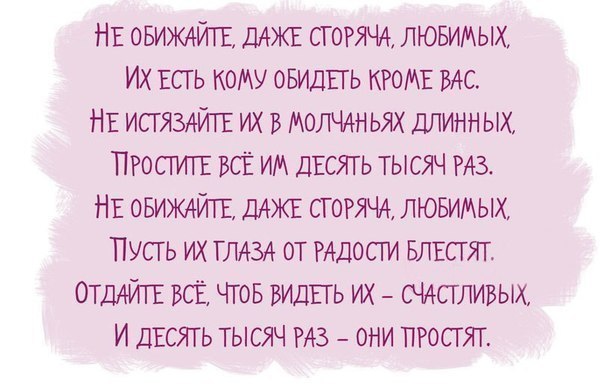 Не обижайте, даже сгоряча, любимых,
Их есть кому обидеть кроме вас.
Не истязайте их в молчаньях длинных,
Простите всё им десять тысяч раз.
Не обижайте, даже сгоряча, любимых,
Пусть их глаза от радости блестят.
Отдайте всё, чтоб видеть их – счастливых,
И десять тысяч раз – они простят.